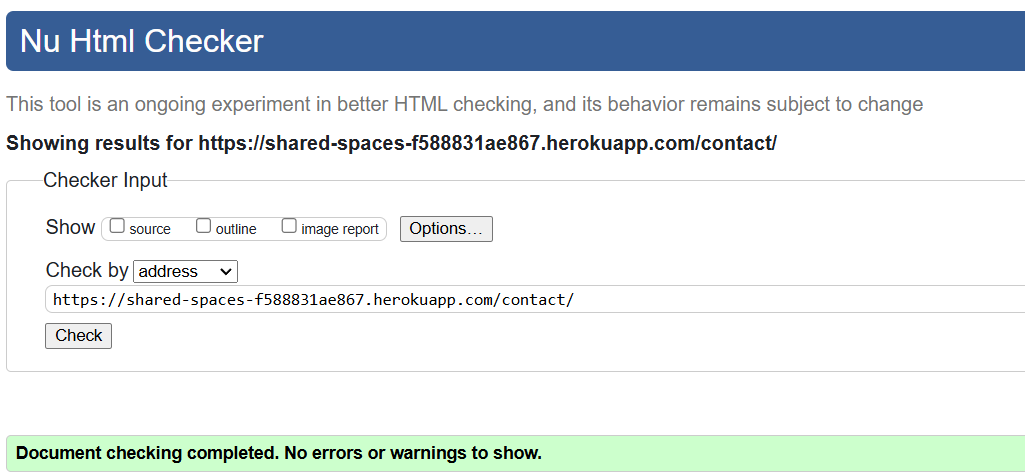 Nu Html Checker
This tool is an ongoing experiment in better HTML checking, and its behavior remains subject to change
Showing results for https://shared-spaces-f588831ae867.herokuapp.com/contact/
Checker Input
Show source outline image report Options...
Check by address
https://shared-spaces-f588831ae867.herokuapp.com/contact/
Check
Document checking completed. No errors or warnings to show.